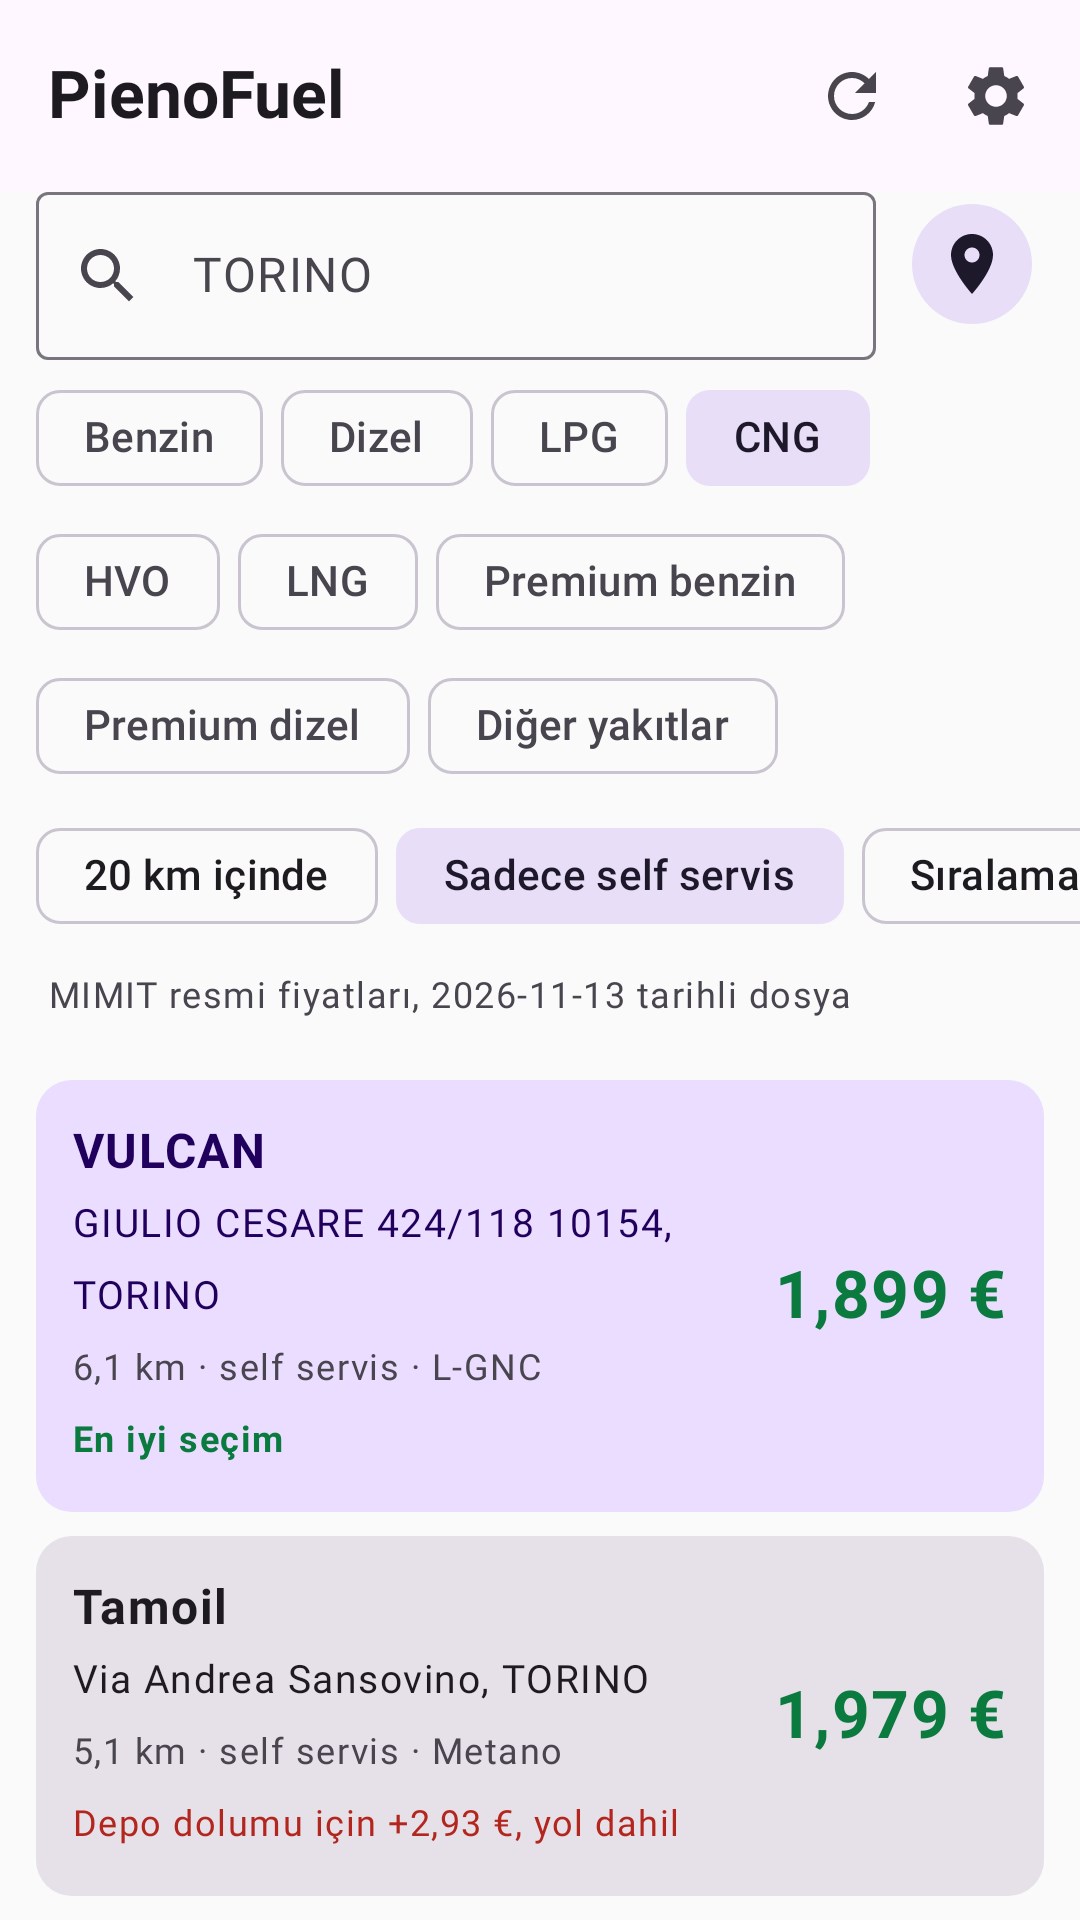 PienoFuel
TORINO
Benzin
Dizel
LPG
CNG
HVO
LNG
Premium benzin
Premium dizel
Diğer yakıtlar
20 km içinde
Sadece self servis
Sıralama
MIMIT resmi fiyatları, 2026-11-13 tarihli dosya
VULCAN
GIULIO CESARE 424/118 10154,
TORINO
6,1 km · self servis · L-GNC
En iyi seçim
1,899 €
Tamoil
Via Andrea Sansovino, TORINO
5,1 km · self servis · Metano
Depo dolumu için +2,93 €, yol dahil
1,979 €